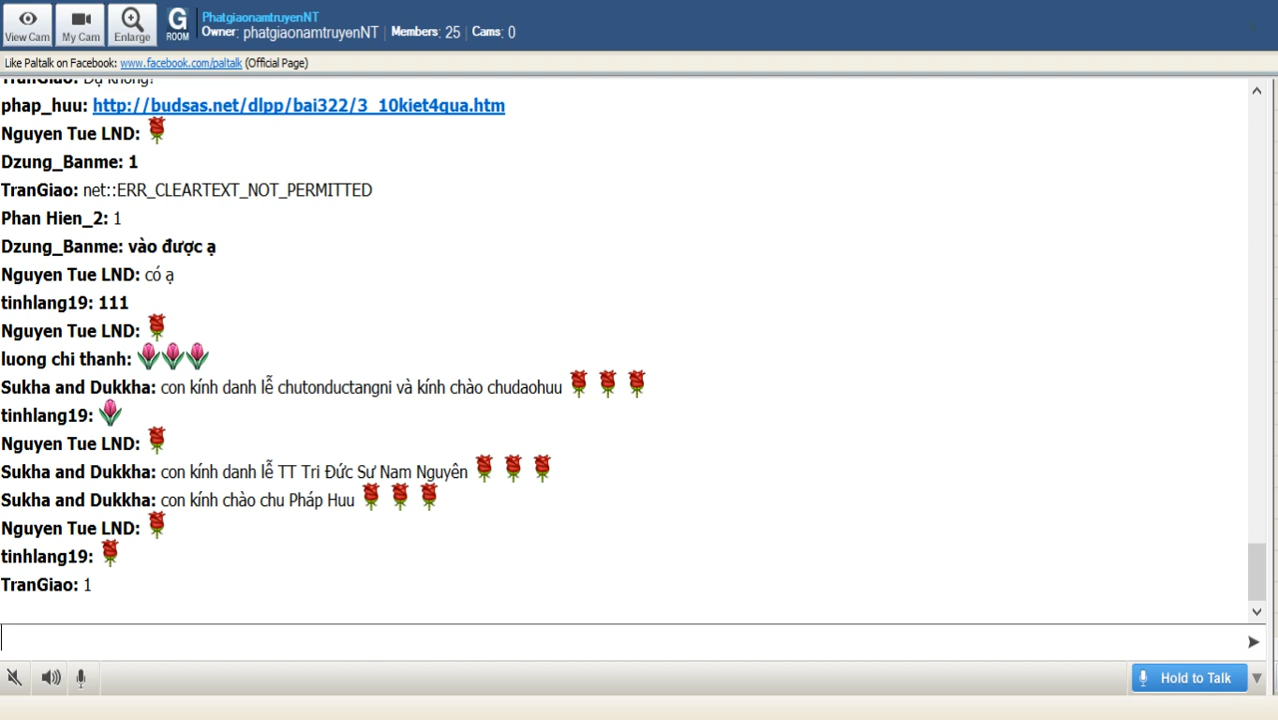 View Cam
My Cam
Enlarge
G
ROOM
PhatgiaonamtruyenNT
Owner: phatgiaonamtruyenNT | Members: 25 | Cams: 0
Like Paltalk on Facebook: www.facebook.com/paltalk (Official Page)
TranGiao: Dạ không?
phap_huu: http://budsas.net/dlpp/bai322/3_10kiet4qua.htm
Nguyen Tue LND:
Dzung_Banme: 1
TranGiao: net::ERR_CLEARTEXT_NOT_PERMITTED
Phan Hien_2: 1
Dzung_Banme: vào được ạ
Nguyen Tue LND: có ạ
tinhlang19: 111
Nguyen Tue LND:
luong chi thanh:
Sukha and Dukkha: con kính danh lễ chutonductangni và kính chào chudaohuu
tinhlang19:
Nguyen Tue LND:
Sukha and Dukkha: con kính danh lễ TT Tri Đức Sư Nam Nguyên
Sukha and Dukkha: con kính chào chu Pháp Huu
Nguyen Tue LND:
tinhlang19:
TranGiao: 1
Hold to Talk